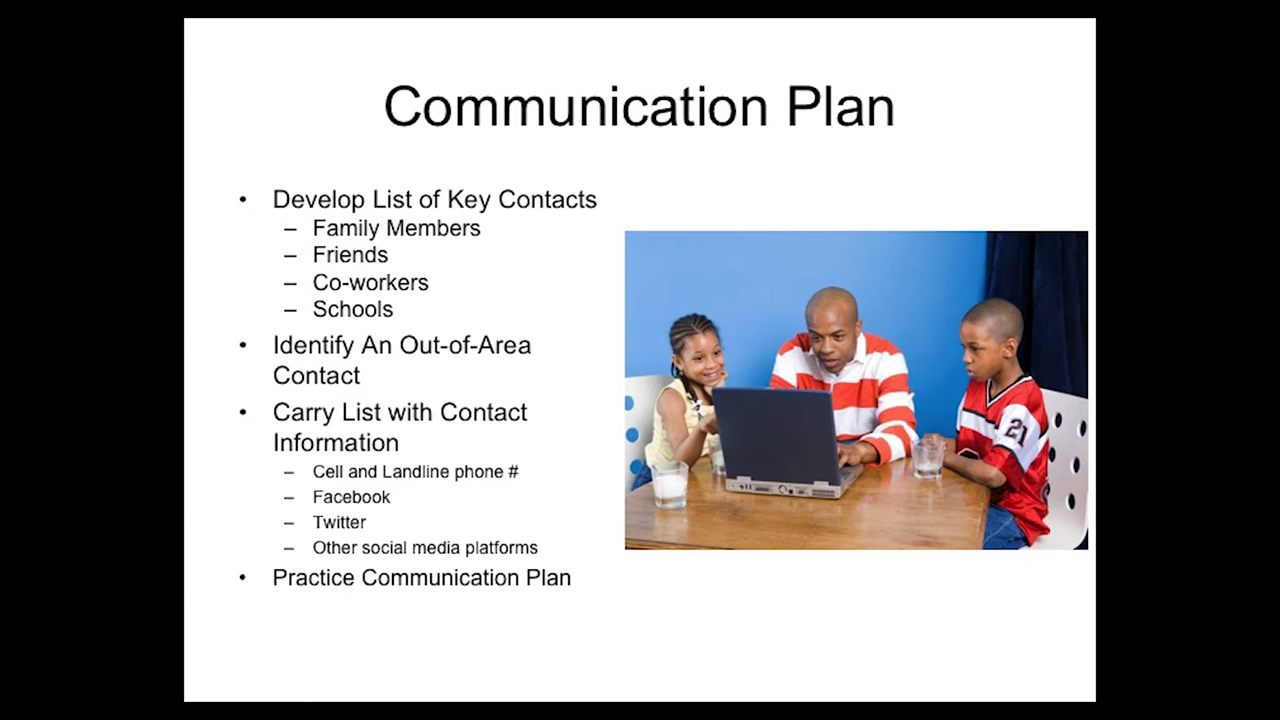 Communication Plan
• Develop List of Key Contacts
– Family Members
– Friends
– Co-workers
– Schools
• Identify An Out-of-Area
Contact
• Carry List with Contact
Information
– Cell and Landline phone #
– Facebook
– Twitter
– Other social media platforms
• Practice Communication Plan
21